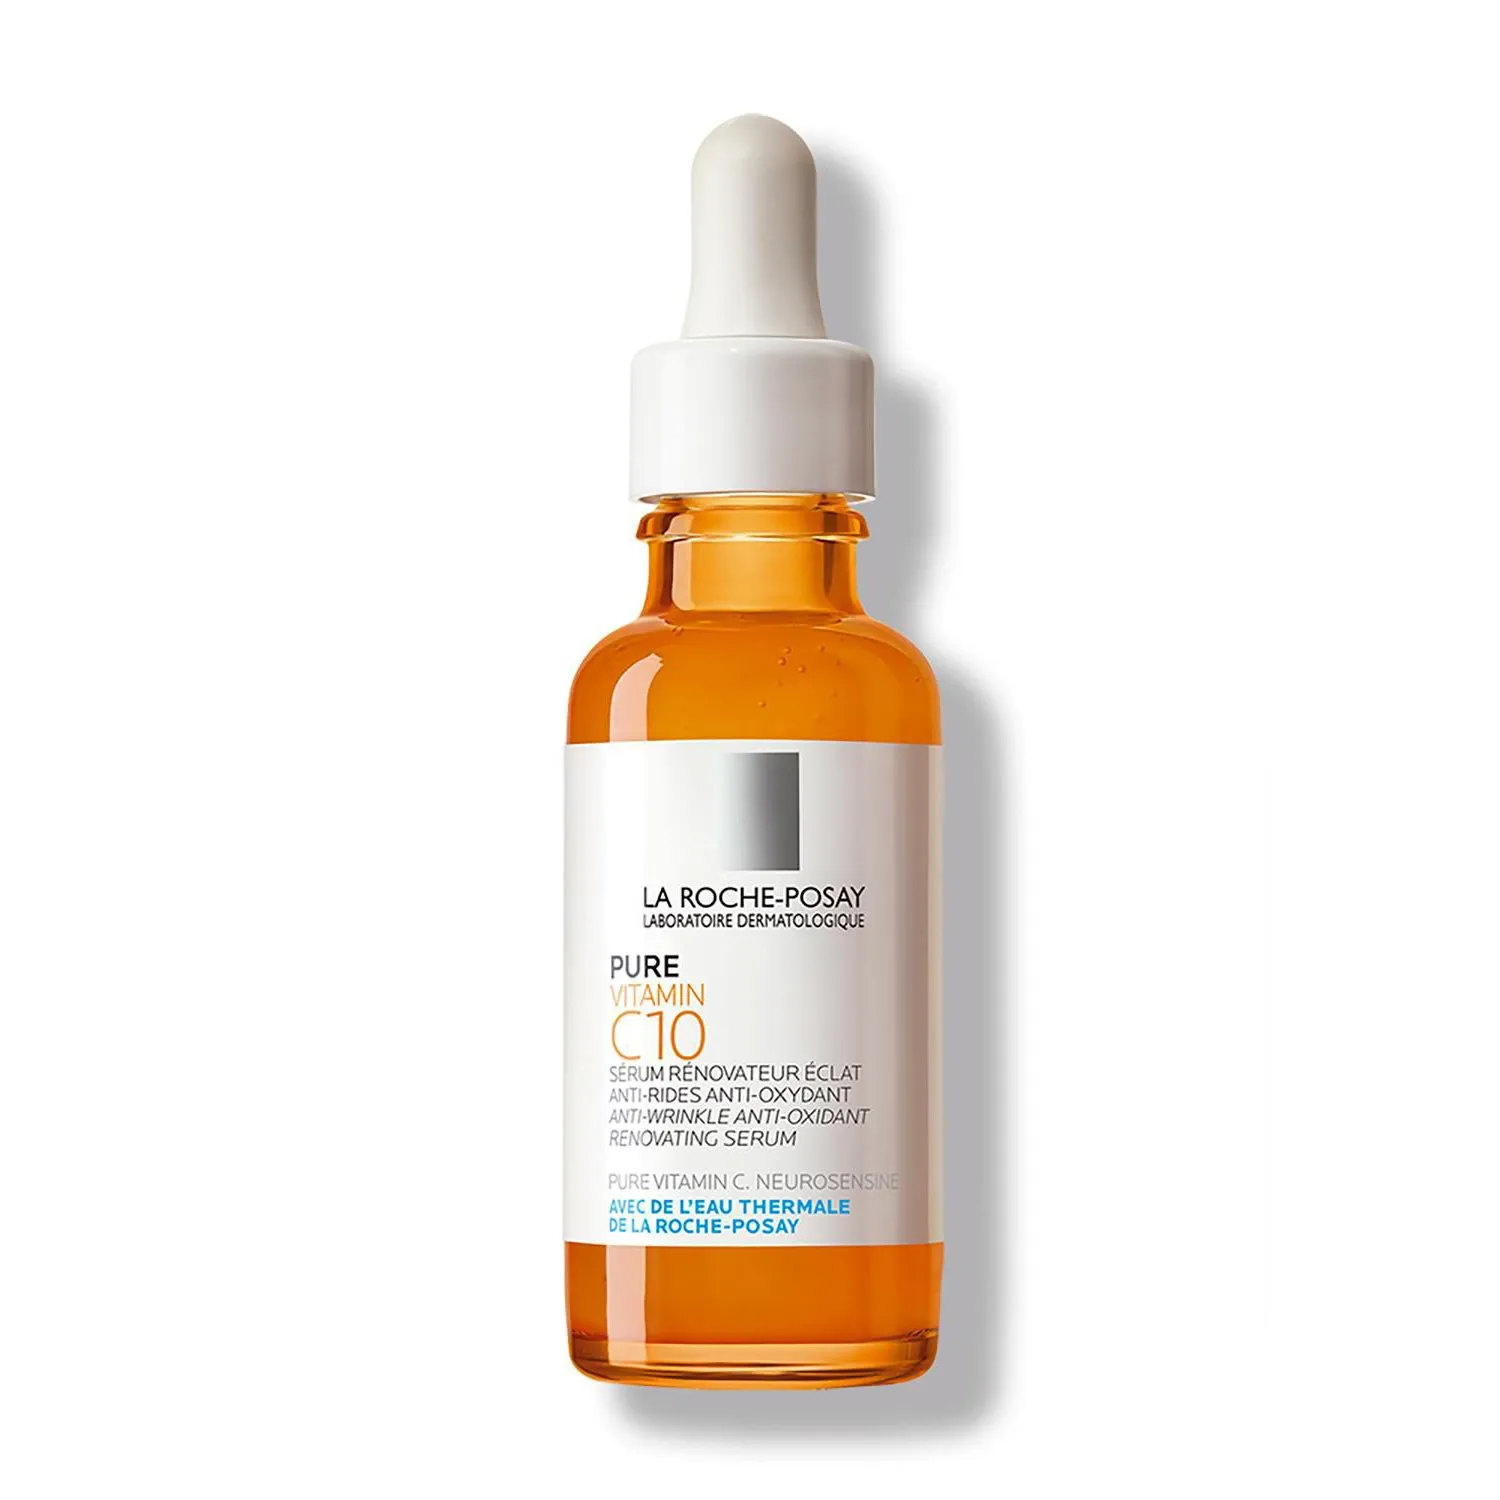 LA ROCHE-POSAY
LABORATOIRE DERMATOLOGIQUE
PURE
VITAMIN
C10
SÉRUM RÉNOVATEUR ÉCLAT
ANTI-RIDES ANTI-OXYDANT
ANTI-WRINKLE ANTI-OXIDANT
RENOVATING SERUM
PURE VITAMIN C. NEUROSENSINE
AVEC DE L'EAU THERMALE
DE LA ROCHE-POSAY